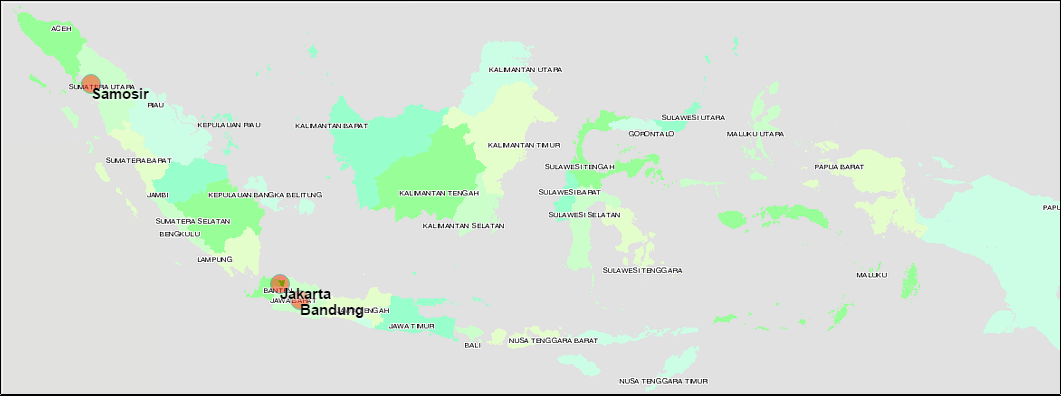 ACEH
KALIMANTAN UTARA
SUMATERA UTARA
Samosir
RIAU
SULAWESI UTARA
KEPULAUAN RIAU
KALIMANTAN BARAT
GORONTALO
MALUKU UTARA
KALIMANTAN TIMUR
SUMATERA BARAT
SULAWESI TENGAH
PAPUA BARAT
JAMBI
KEPULAUAN BANGKA BELITUNG
KALIMANTAN TENGAH
SULAWESI BARAT
PAPU
SUMATERA SELATAN
SULAWESI SELATAN
KALIMANTAN SELATAN
BENGKULU
LAMPUNG
SULAWESI TENGGARA
MALUKU
BANTEN
Jakarta
JAWA BARAT
Bandung
TENGAH
JAWA TIMUR
BALI
NUSA TENGGARA BARAT
NUSA TENGGARA TIMUR